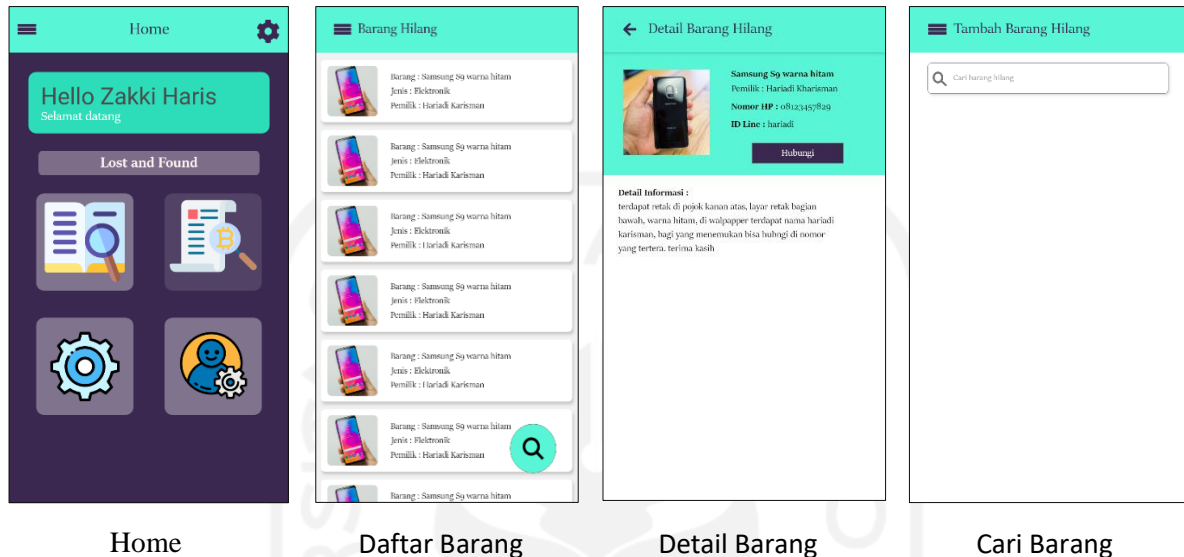 Home
Hello Zakki Haris
Selamat datang
Lost and Found
Barang Hilang
Barang : Samsung S9 warna hitam
Jenis : Elektronik
Pemilik : Hariadi Karisman
Barang : Samsung S9 warna hitam
Jenis : Elektronik
Pemilik : Hariadi Karisman
Barang : Samsung S9 warna hitam
Jenis : Elektronik
Pemilik : Hariadi Karisman
Barang : Samsung S9 warna hitam
Jenis : Elektronik
Pemilik : Hariadi Karisman
Barang : Samsung S9 warna hitam
Jenis : Elektronik
Pemilik : Hariadi Karisman
Barang : Samsung S9 warna hitam
Jenis : Elektronik
Pemilik : Hariadi Karisman
Barang : Samsung S9 warna hitam
Detail Barang Hilang
Samsung S9 warna hitam
Pemilik : Hariadi Kharisman
Nomor HP : 08123457829
ID Line : hariadi
Hubungi
Detail Informasi :
terdapat retak di pojok kanan atas, layar retak bagian
bawah, warna hitam, di walpapper terdapat nama hariadi
karisman, bagi yang menemukan bisa hubngi di nomor
yang tertera. terima kasih
Tambah Barang Hilang
Cari barang hilang
Home
Daftar Barang
Detail Barang
Cari Barang